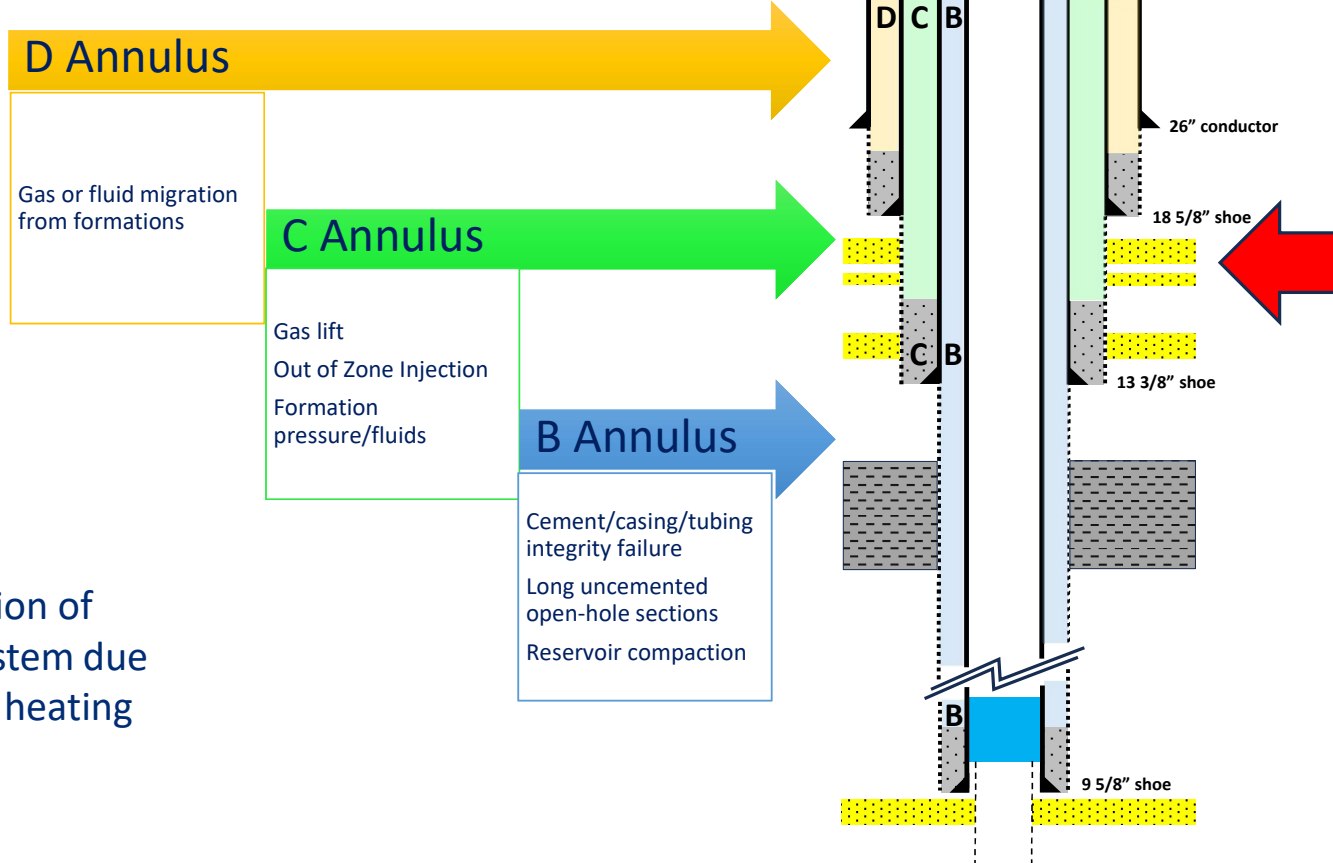 D C B
D Annulus
26” conductor
Gas or fluid migration
from formations
18 5/8” shoe
C Annulus
Gas lift
Out of Zone Injection
Formation
pressure/fluids
C B
13 3/8” shoe
B Annulus
Cement/casing/tubing
integrity failure
Long uncemented
open-hole sections
Reservoir compaction
ion of
stem due
heating
B
9 5/8” shoe